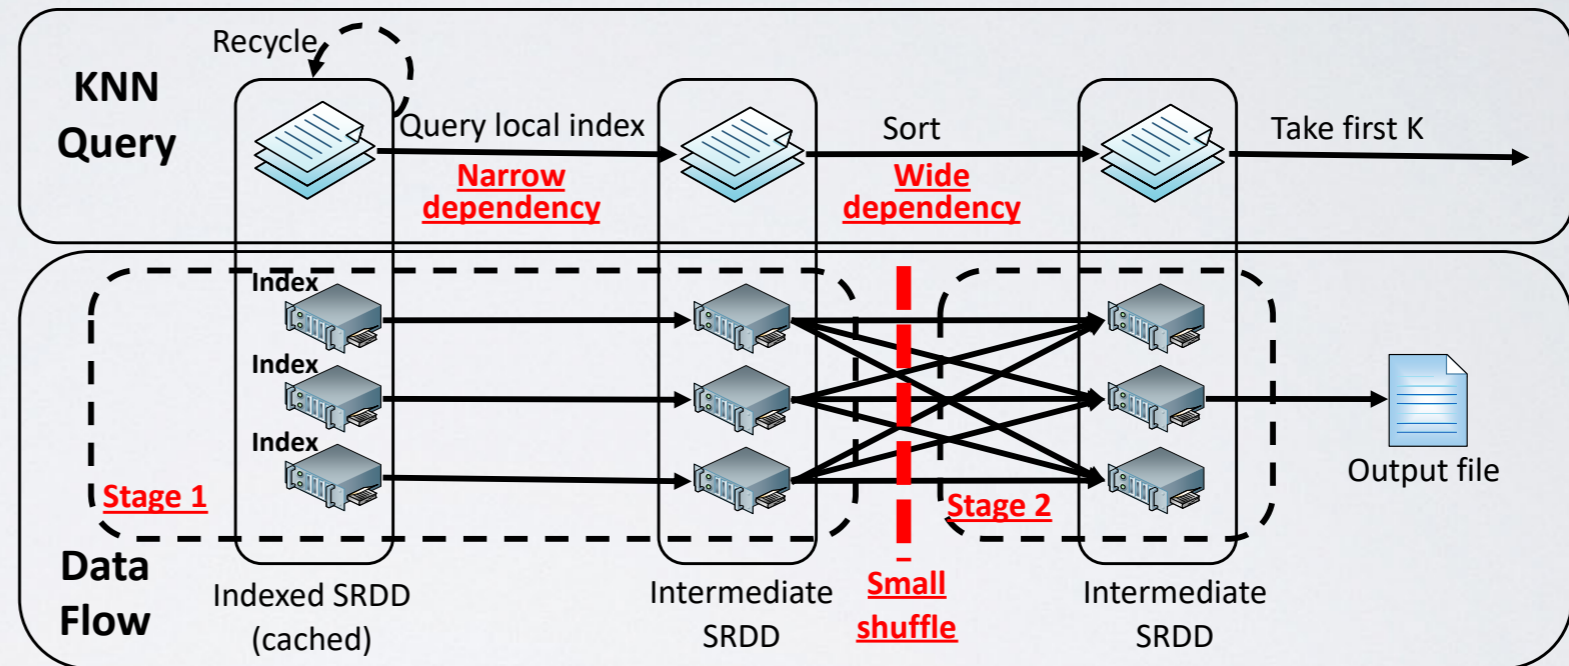 Recycle
KNN
Query
Query local index
Narrow
dependency
Sort
Wide
dependency
Take first K
Index
Index
Index
Stage 1
Stage 2
Output file
Data
Flow
Indexed SRDD
(cached)
Intermediate
SRDD
Small
shuffle
Intermediate
SRDD